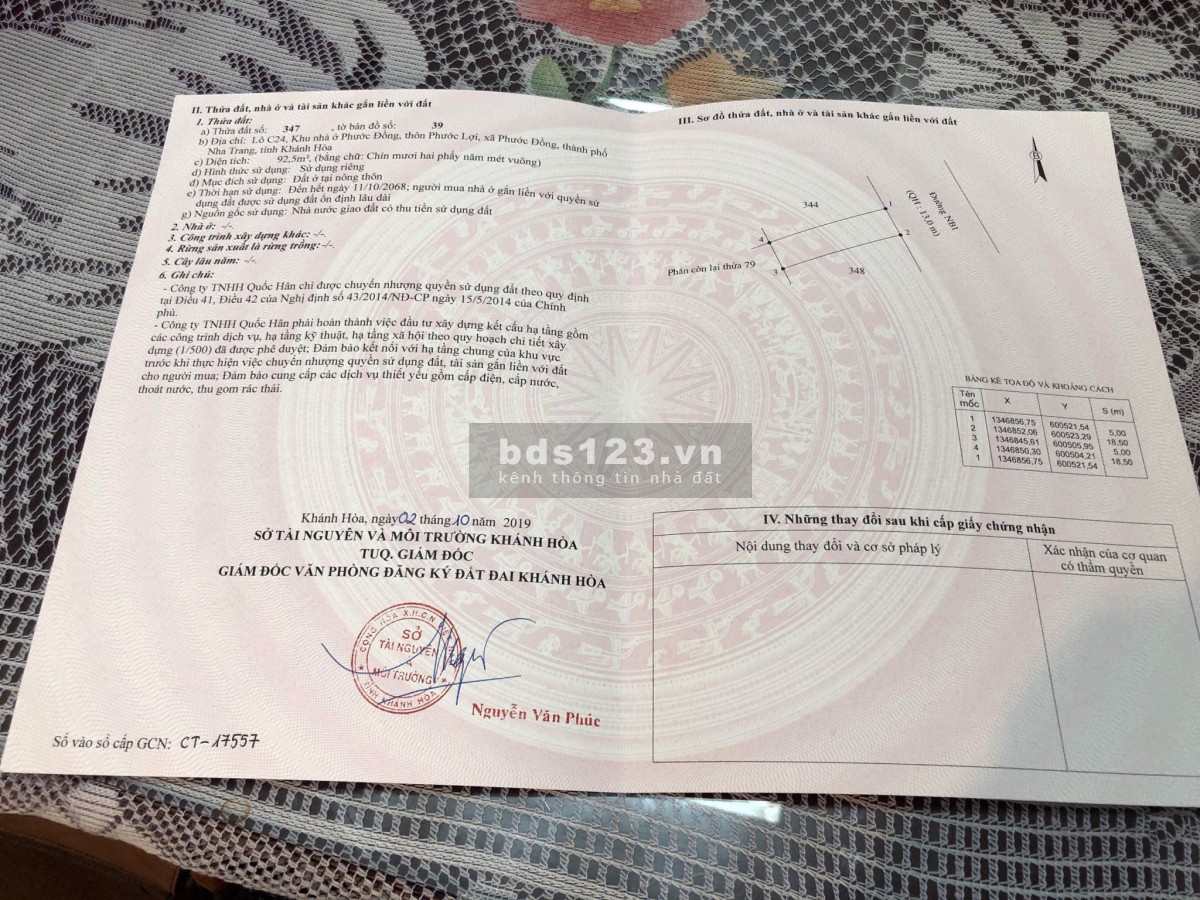 II. Thửa đất, nhà ở và tài sản khác gắn liền với đất
1. Thửa đất:
a) Thửa đất số: 347 , tờ bản đồ số: 39
b) Địa chỉ: Lô C24, Khu nhà ở Phước Đồng, thôn Phước Lợi, xã Phước Đồng, thành phố
Nha Trang, tỉnh Khánh Hòa
c) Diện tích: 92,5m², (bằng chữ: Chín mươi hai phẩy năm mét vuông)
d) Hình thức sử dụng: Sử dụng riêng
đ) Mục đích sử dụng: Đất ở tại nông thôn
e) Thời hạn sử dụng: Đến hết ngày 11/10/2068; người mua nhà ở gắn liền với quyền sử
dụng đất được sử dụng đất ổn định lâu dài
g) Nguồn gốc sử dụng: Nhà nước giao đất có thu tiền sử dụng đất
2. Nhà ở: -/-.
3. Công trình xây dựng khác: -/-.
4. Rừng sản xuất là rừng trồng: -/-.
5. Cây lâu năm: -/-
6. Ghi chú:
- Công ty TNHH Quốc Hân chỉ được chuyển nhượng quyền sử dụng đất theo quy định
tại Điều 41, Điều 42 của Nghị định số 43/2014/NĐ-CP ngày 15/5/2014 của Chính
phủ.
- Công ty TNHH Quốc Hân phải hoàn thành việc đầu tư xây dựng kết cấu hạ tầng gồm
các công trình dịch vụ, hạ tầng kỹ thuật, hạ tầng xã hội theo quy hoạch chi tiết xây
dựng (1/500) đã được phê duyệt; Đảm bảo kết nối với hạ tầng chung của khu vực
trước khi thực hiện việc chuyển nhượng quyền sử dụng đất, tài sản gắn liền với đất
cho người mua; Đảm bảo cung cấp các dịch vụ thiết yếu gồm cấp điện, cấp nước,
thoát nước, thu gom rác thải.
Khánh Hòa, ngày 02 tháng 10 năm 2019
SỞ TÀI NGUYÊN VÀ MÔI TRƯỜNG KHÁNH HÒA
TUQ. GIÁM ĐỐC
GIÁM ĐỐC VĂN PHÒNG ĐĂNG KÝ ĐẤT ĐAI KHÁNH HÒA
CỘNG HÒA X.H.C.N
SỞ
TÀI NGUYÊN
MÔI TRƯỜNG
TỈNH KHÁNH HÒA
Nguyễn Văn Phúc
Số vào sổ cấp GCN: CT-17557
III. Sơ đồ thửa đất, nhà ở và tài sản khác gắn liền với đất
B
344
1
Đường NB1
(QH : 13.0 m)
2
4
3
348
Phần còn lại thửa 79
BẢNG KÊ TOẠ ĐỘ VÀ KHOẢNG CÁCH
Tên mốc X Y S (m)
1 1346856,75 600521,54
5,00
2 1346852,06 600523,29
18,50
3 1346845,61 600505,95
5,00
4 1346850,30 600504,21
18,50
1 1346856,75 600521,54
IV. Những thay đổi sau khi cấp giấy chứng nhận
Nội dung thay đổi và cơ sở pháp lý
Xác nhận của cơ quan
có thẩm quyền
bds123.vn
kênh thông tin nhà đất